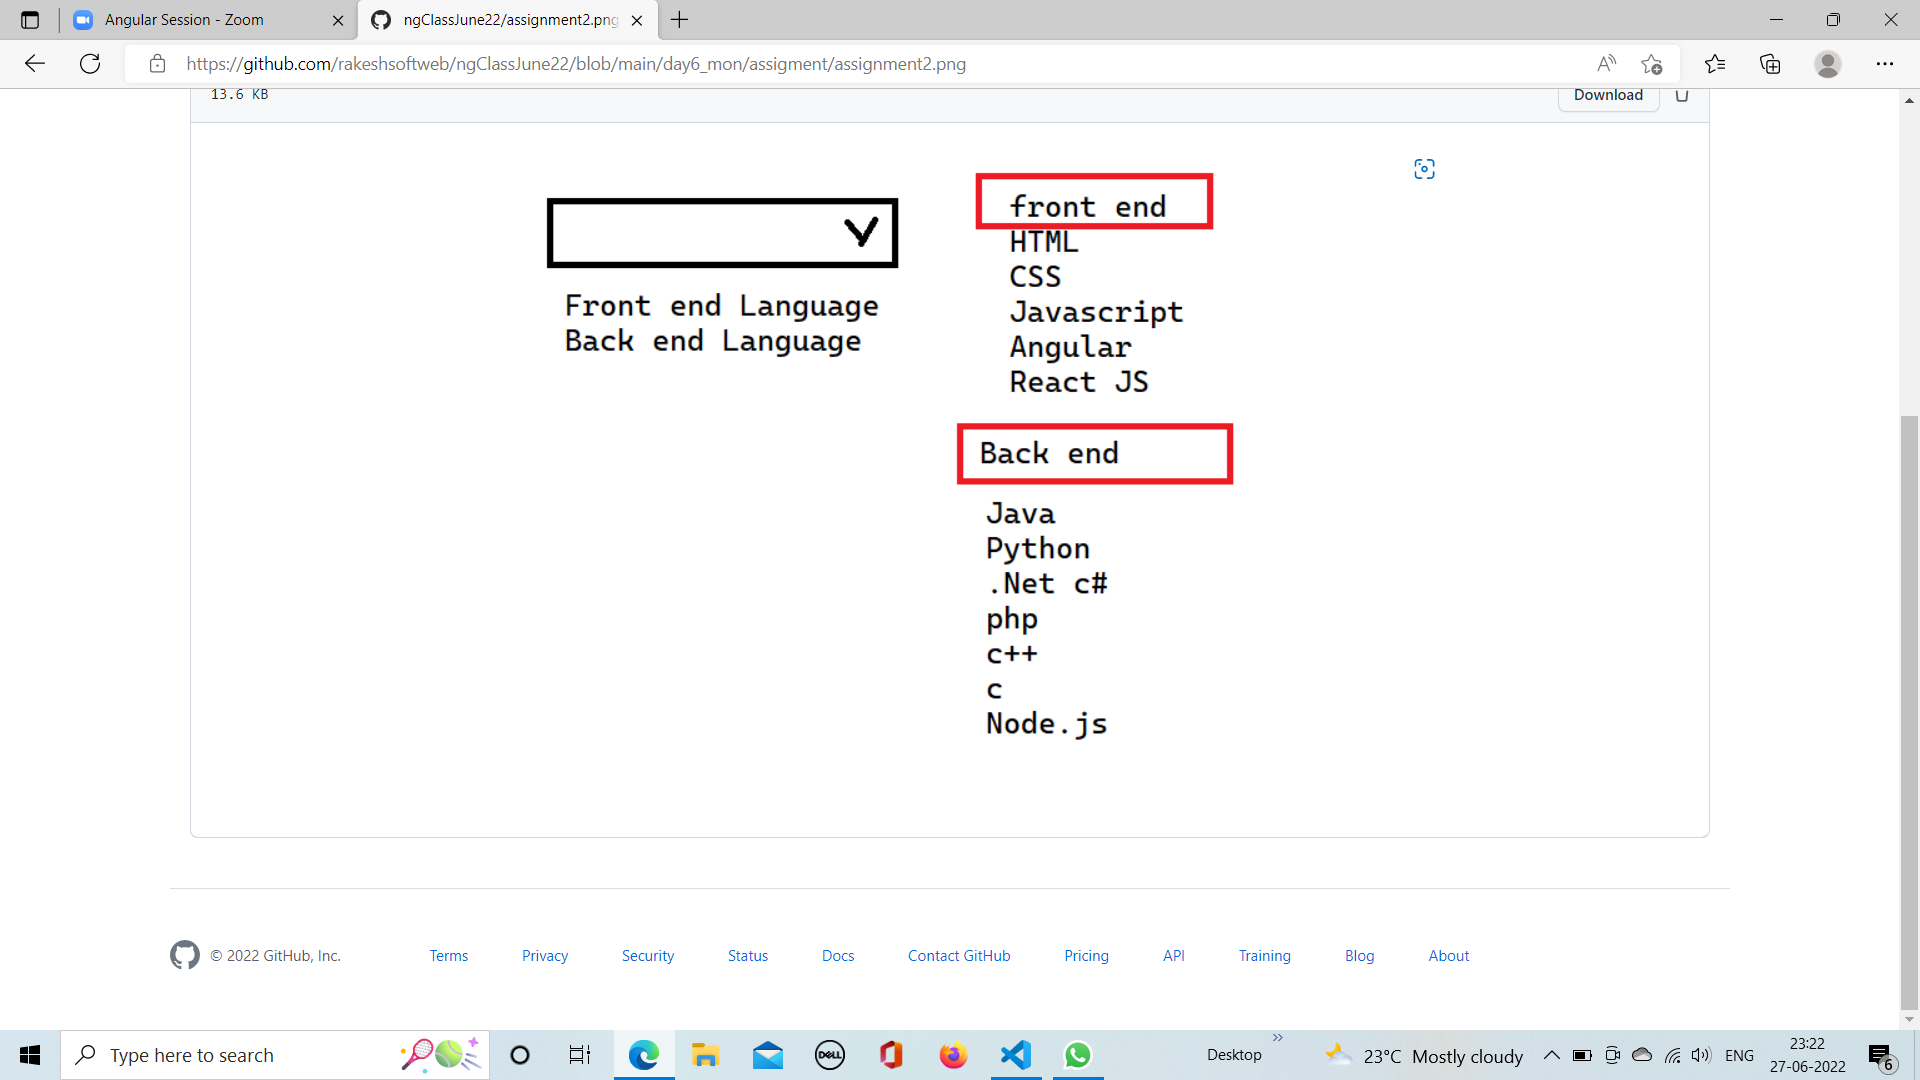 Angular Session - Zoom
ngClassJune22/assignment2.png
https://github.com/rakeshsoftweb/ngClassJune22/blob/main/day6_mon/assigment/assignment2.png
13.6 KB
Download
Front end Language
Back end Language
front end
HTML
CSS
Javascript
Angular
React JS
Back end
Java
Python
.Net c#
php
c++
c
Node.js
© 2022 GitHub, Inc.
Terms
Privacy
Security
Status
Docs
Contact GitHub
Pricing
API
Training
Blog
About
Type here to search
DELL
Desktop
23°C Mostly cloudy
ENG
23:22
27-06-2022
6